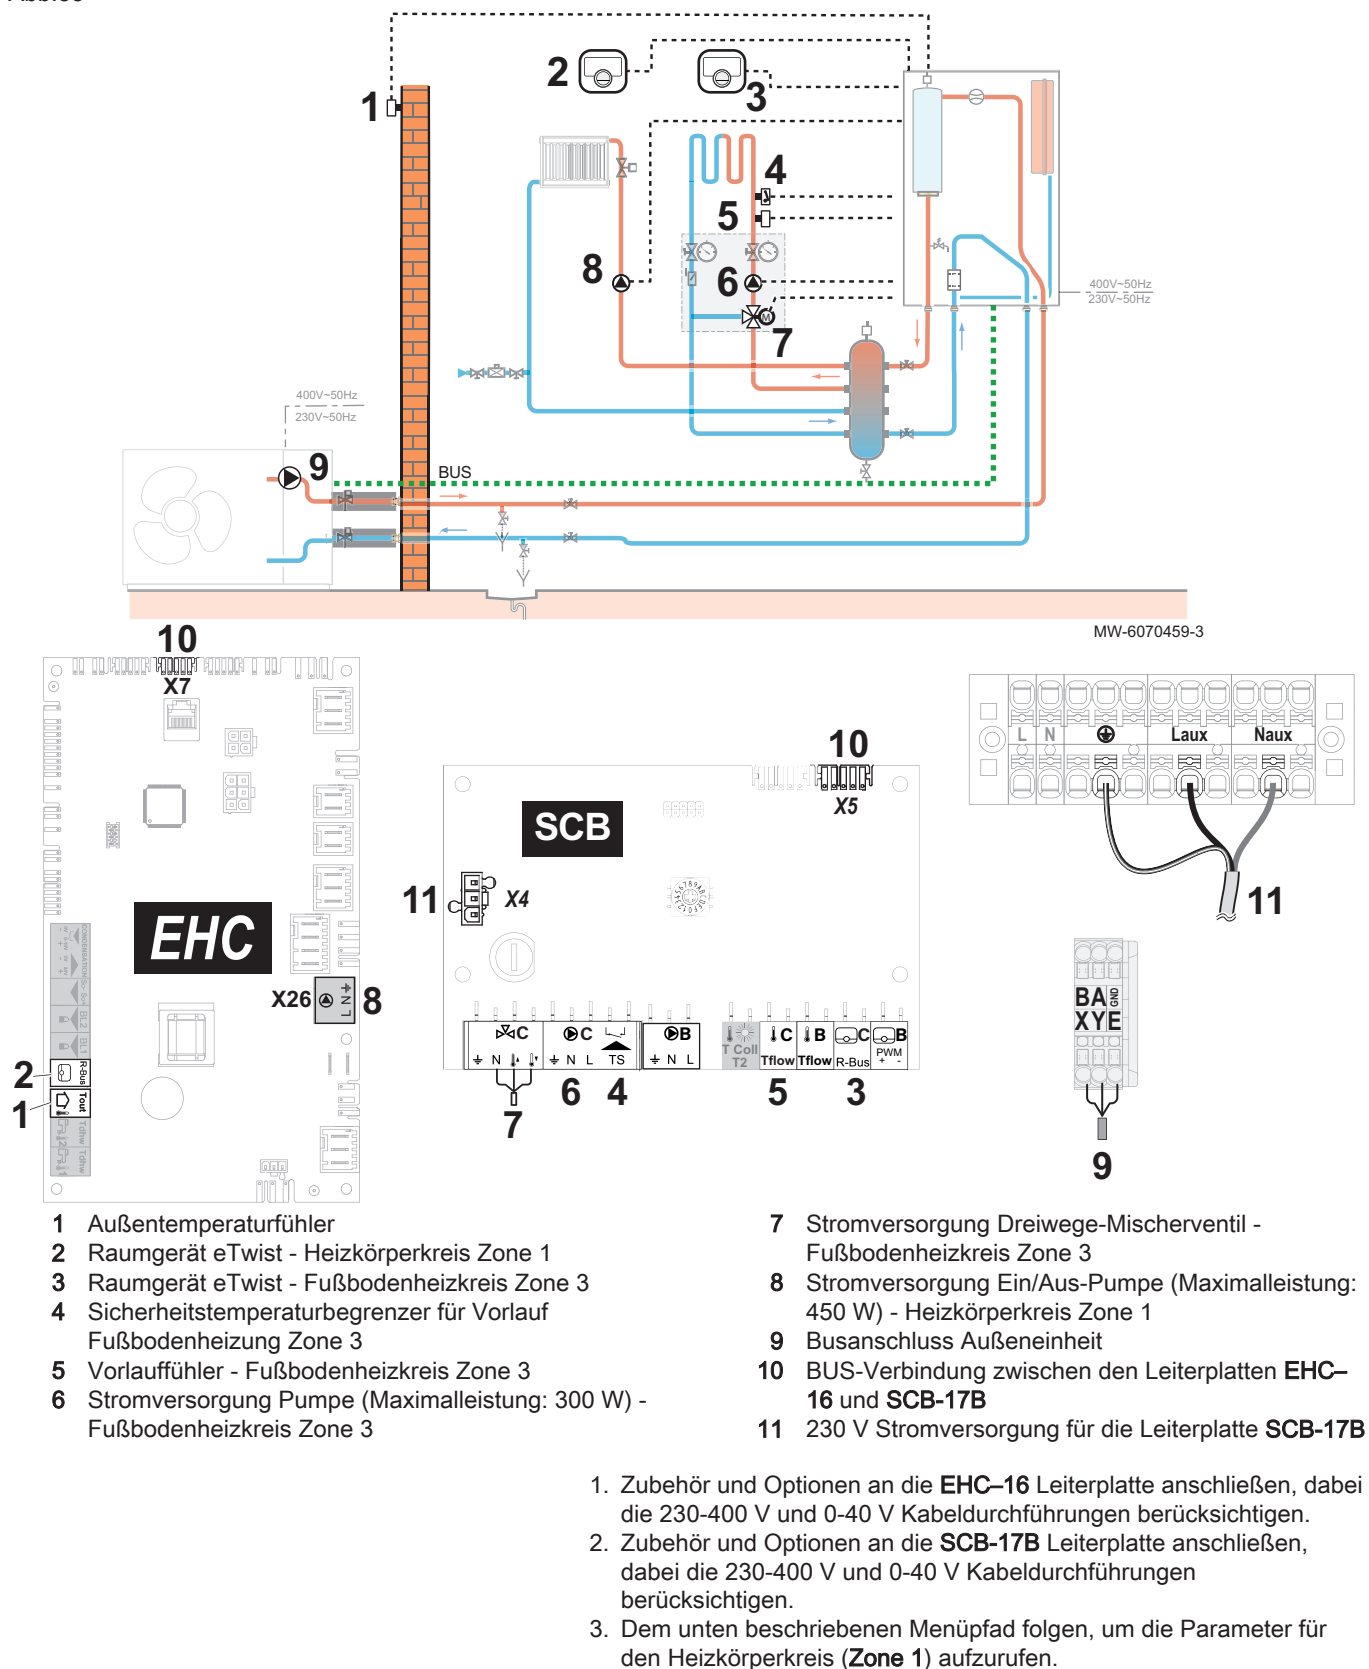 2
3
1
4
5
8
6
7
M
400V~50Hz
230V~50Hz
400V~50Hz
230V~50Hz
9
BUS
MW-6070459-3
10
X7
EHC
X26
L N
8
CONDENSATION
BL2
BL1
2
R-Bus
1
Tout
Tdhw 2
Tdhw 1
10
X5
SCB
11
X4
C
N
7
C
N L
6
TS
4
B
N L
T Coll
T2
C
Tflow
5
B
Tflow
C
R-Bus
3
B
PWM
+ -
L N Laux Naux
11
BA GND
XYE
9
1 Außentemperaturfühler
2 Raumgerät eTwist - Heizkörperkreis Zone 1
3 Raumgerät eTwist - Fußbodenheizkreis Zone 3
4 Sicherheitstemperaturbegrenzer für Vorlauf
Fußbodenheizung Zone 3
5 Vorlauffühler - Fußbodenheizkreis Zone 3
6 Stromversorgung Pumpe (Maximalleistung: 300 W) -
Fußbodenheizkreis Zone 3
7 Stromversorgung Dreiwege-Mischerventil -
Fußbodenheizkreis Zone 3
8 Stromversorgung Ein/Aus-Pumpe (Maximalleistung:
450 W) - Heizkörperkreis Zone 1
9 Busanschluss Außeneinheit
10 BUS-Verbindung zwischen den Leiterplatten EHC–
16 und SCB-17B
11 230 V Stromversorgung für die Leiterplatte SCB-17B
1. Zubehör und Optionen an die EHC–16 Leiterplatte anschließen, dabei
die 230-400 V und 0-40 V Kabeldurchführungen berücksichtigen.
2. Zubehör und Optionen an die SCB-17B Leiterplatte anschließen,
dabei die 230-400 V und 0-40 V Kabeldurchführungen
berücksichtigen.
3. Dem unten beschriebenen Menüpfad folgen, um die Parameter für
den Heizkörperkreis (Zone 1) aufzurufen.